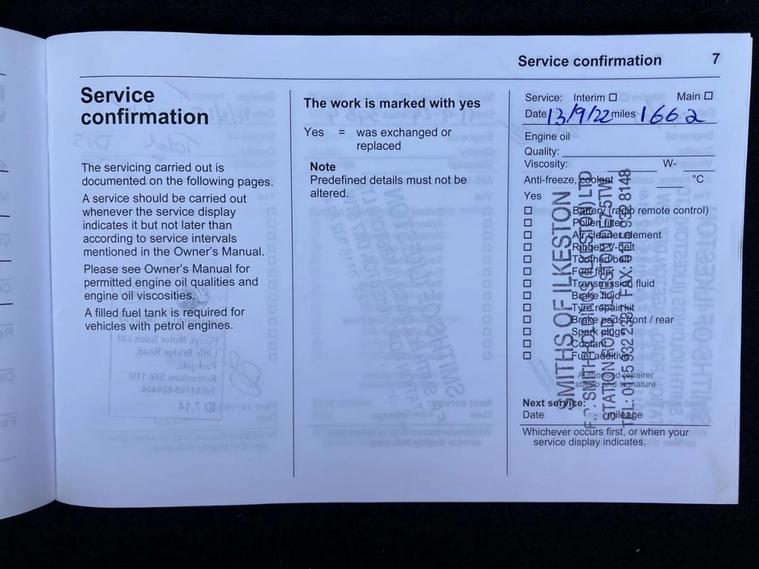 Service confirmation 7
Service
confirmation
The servicing carried out is
documented on the following pages.
A service should be carried out
whenever the service display
indicates it but not later than
according to service intervals
mentioned in the Owner's Manual.
Please see Owner's Manual for
permitted engine oil qualities and
engine oil viscosities.
A filled fuel tank is required for
vehicles with petrol engines.
The work is marked with yes
Yes = was exchanged or
replaced
Note
Predefined details must not be
altered.
Service: Interim ☐ Main ☐
Date 13/9/22 miles 1662
Engine oil
Quality:
Viscosity: W-
Anti-freeze, coolant °C
Yes
☐ Battery (radio remote control)
☐ Pollen filter
☐ Air cleaner element
☐ Ringed V-belt
☐ Toothed belt
☐ Fuel filter
☐ Transmission fluid
☐ Brake fluid
☐ Tyre repair kit
☐ Brake pads front / rear
☐ Spark plugs
☐ Coolant
☐ Fuel additive
Authorised repairer
stamp and signature
SMITHS OF ILKESTON
STATION ROAD
Next service:
Date mileage
Whichever occurs first, or when your
service display indicates.